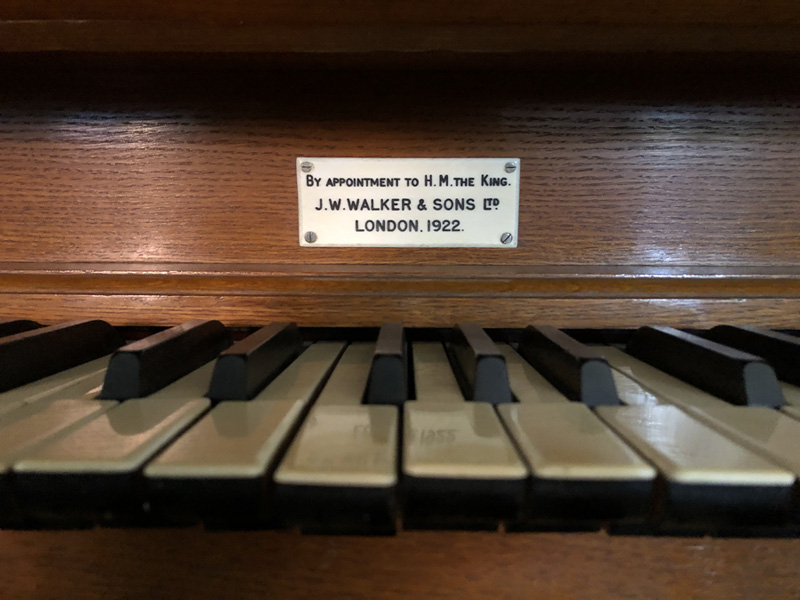 BY APPOINTMENT TO H.M. THE KING.
J.W. WALKER & SONS LTD
LONDON. 1922.